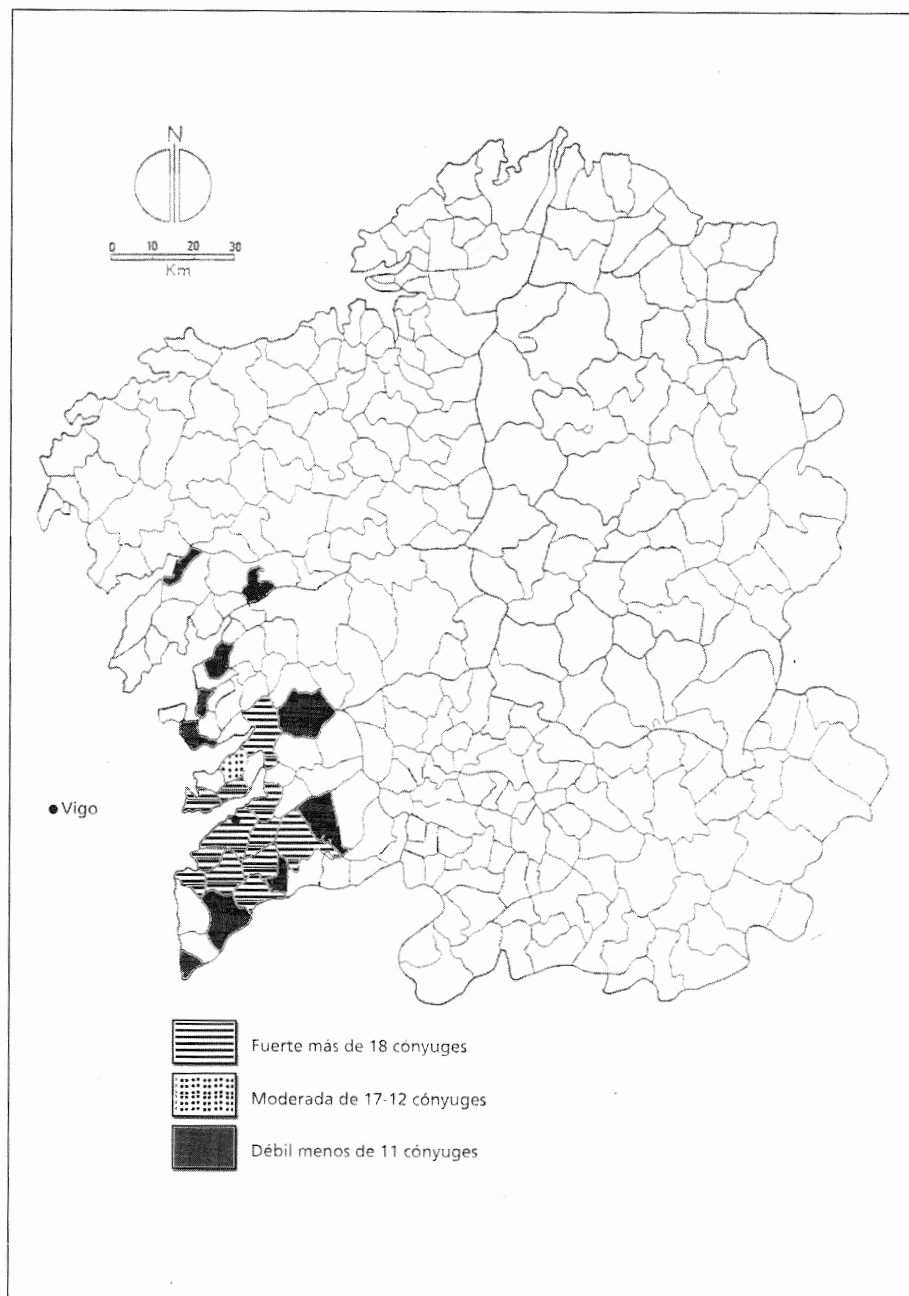 N
0 10 20 30
Km
Vigo
Fuerte más de 18 cónyuges
Moderada de 17-12 cónyuges
Débil menos de 11 cónyuges